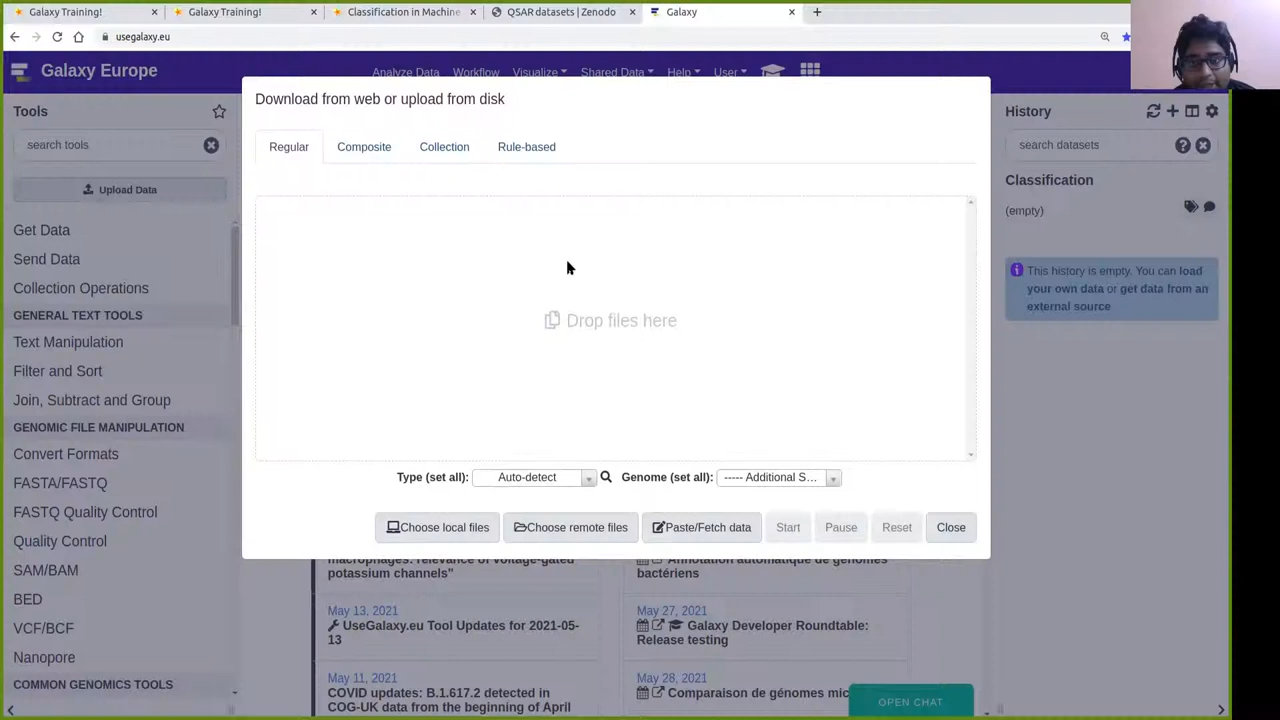 Galaxy Training!
Galaxy Training!
Classification in Machine
QSAR datasets | Zenodo
Galaxy
usegalaxy.eu
Galaxy Europe
Analyze Data
Workflow
Visualize
Shared Data
Help
User
Tools
search tools
Upload Data
Get Data
Send Data
Collection Operations
GENERAL TEXT TOOLS
Text Manipulation
Filter and Sort
Join, Subtract and Group
GENOMIC FILE MANIPULATION
Convert Formats
FASTA/FASTQ
FASTQ Quality Control
Quality Control
SAM/BAM
BED
VCF/BCF
Nanopore
COMMON GENOMICS TOOLS
Download from web or upload from disk
Regular
Composite
Collection
Rule-based
Drop files here
Type (set all):
Auto-detect
Genome (set all):
----- Additional S...
Choose local files
Choose remote files
Paste/Fetch data
Start
Pause
Reset
Close
macrophages: relevance of voltage-gated
potassium channels"
May 13, 2021
UseGalaxy.eu Tool Updates for 2021-05-
13
May 11, 2021
COVID updates: B.1.617.2 detected in
COG-UK data from the beginning of April
Annotation automatique de génomes
bactériens
May 27, 2021
Galaxy Developer Roundtable:
Release testing
May 28, 2021
Comparaison de génomes mic
OPEN CHAT
History
search datasets
Classification
(empty)
This history is empty. You can load
your own data or get data from an
external source